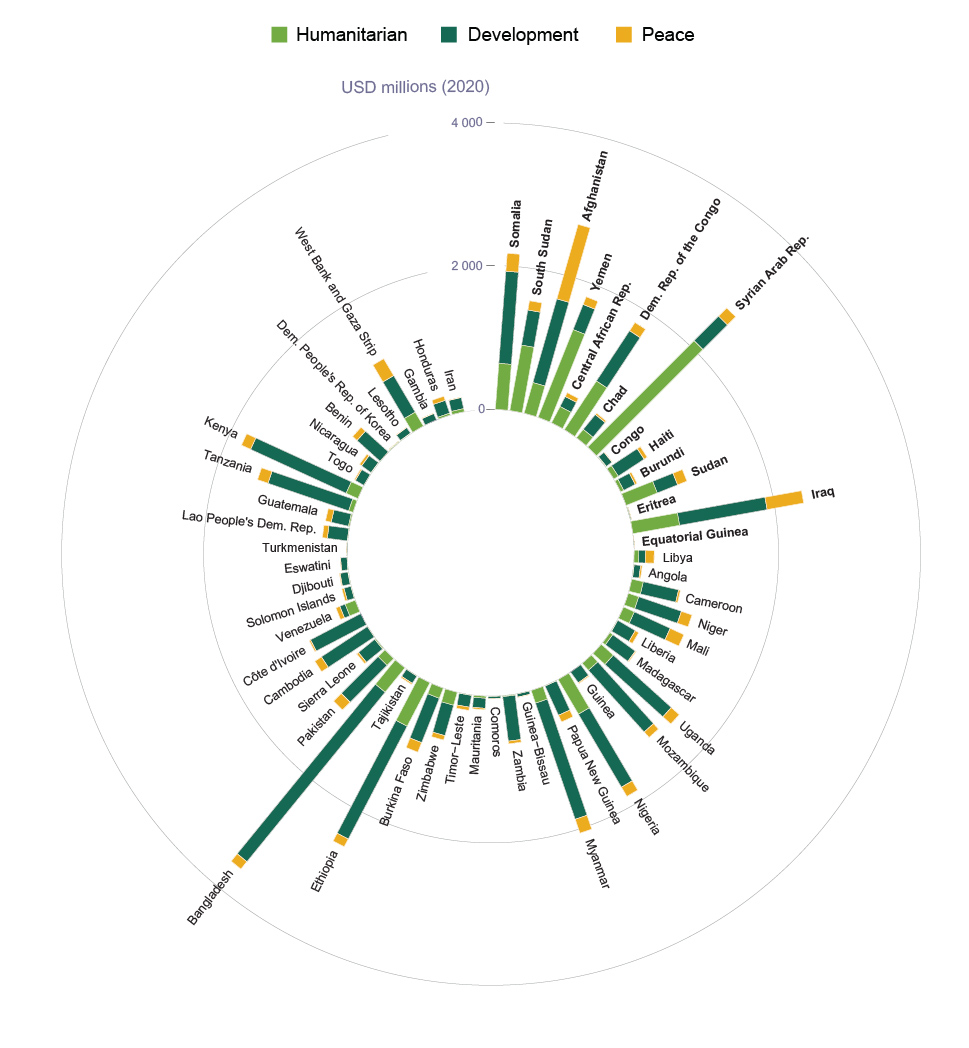 Humanitarian
Development
Peace
USD millions (2020)
4 000
2 000
0
Somalia
South Sudan
Afghanistan
Yemen
Central African Rep.
Dem. Rep. of the Congo
Chad
Syrian Arab Rep.
Congo
Haiti
Burundi
Sudan
Eritrea
Iraq
Equatorial Guinea
Libya
Angola
Cameroon
Niger
Mali
Liberia
Madagascar
Uganda
Mozambique
Guinea
Nigeria
Papua New Guinea
Myanmar
Guinea−Bissau
Zambia
Comoros
Mauritania
Timor−Leste
Zimbabwe
Burkina Faso
Ethiopia
Tajikistan
Bangladesh
Pakistan
Sierra Leone
Cambodia
Côte d'Ivoire
Venezuela
Solomon Islands
Djibouti
Eswatini
Turkmenistan
Lao People's Dem. Rep.
Guatemala
Tanzania
Kenya
Togo
Nicaragua
Benin
Dem. People's Rep. of Korea
Lesotho
West Bank and Gaza Strip
Gambia
Honduras
Iran